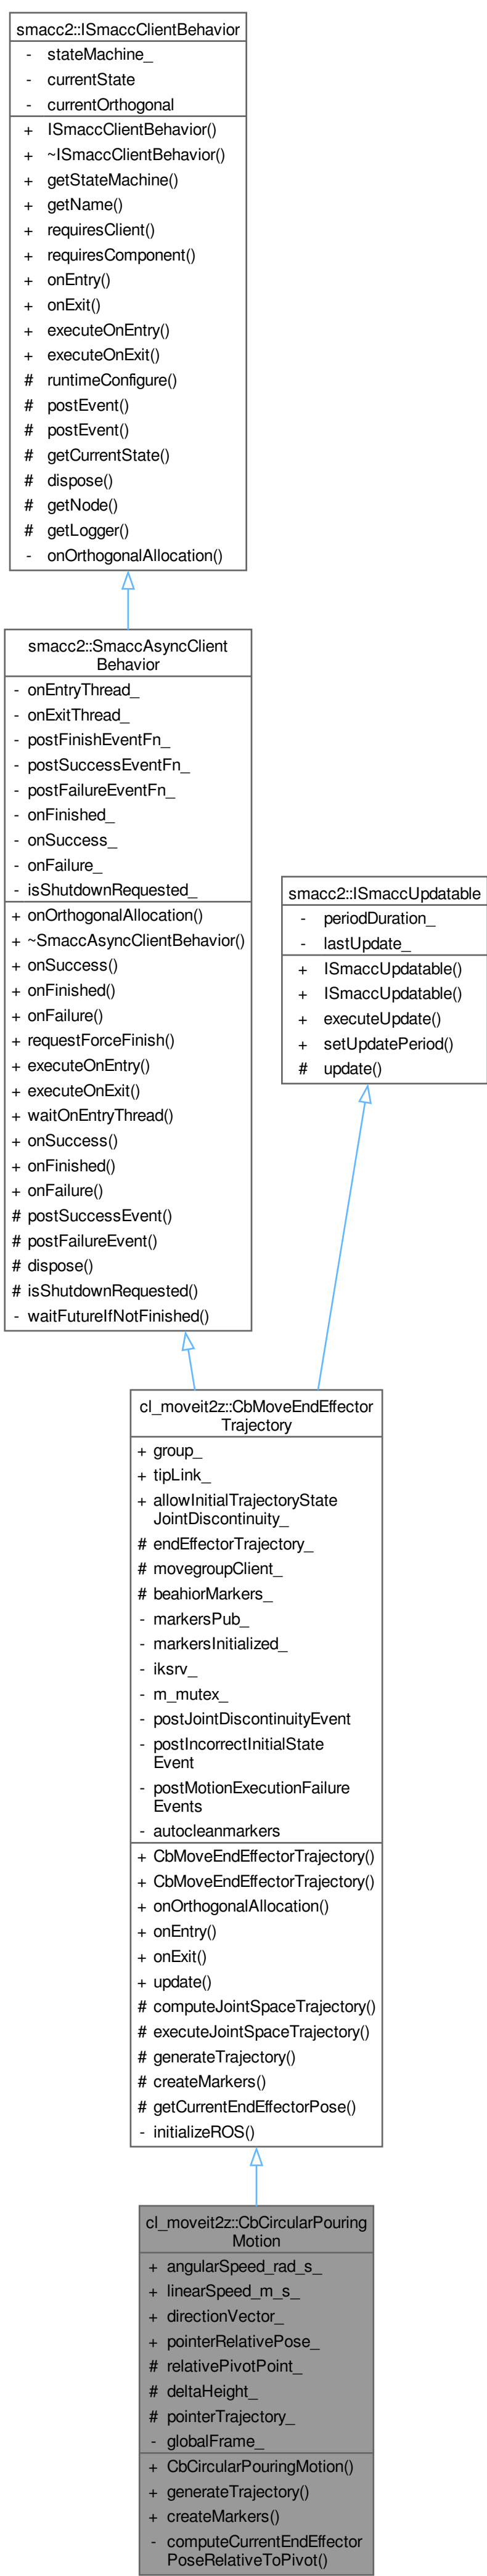 smacc2::ISmaccClientBehavior
- stateMachine_
- currentState
- currentOrthogonal
+ ISmaccClientBehavior()
+ ~ISmaccClientBehavior()
+ getStateMachine()
+ getName()
+ requiresClient()
+ requiresComponent()
+ onEntry()
+ onExit()
+ executeOnEntry()
+ executeOnExit()
# runtimeConfigure()
# postEvent()
# postEvent()
# getCurrentState()
# dispose()
# getNode()
# getLogger()
- onOrthogonalAllocation()
smacc2::SmaccAsyncClient
Behavior
- onEntryThread_
- onExitThread_
- postFinishEventFn_
- postSuccessEventFn_
- postFailureEventFn_
- onFinished_
- onSuccess_
- onFailure_
- isShutdownRequested_
+ onOrthogonalAllocation()
+ ~SmaccAsyncClientBehavior()
+ onSuccess()
+ onFinished()
+ onFailure()
+ requestForceFinish()
+ executeOnEntry()
+ executeOnExit()
+ waitOnEntryThread()
+ onSuccess()
+ onFinished()
+ onFailure()
# postSuccessEvent()
# postFailureEvent()
# dispose()
# isShutdownRequested()
- waitFutureIfNotFinished()
smacc2::ISmaccUpdatable
- periodDuration_
- lastUpdate_
+ ISmaccUpdatable()
+ ISmaccUpdatable()
+ executeUpdate()
+ setUpdatePeriod()
# update()
cl_moveit2z::CbMoveEndEffector
Trajectory
+ group_
+ tipLink_
+ allowInitialTrajectoryState
JointDiscontinuity_
# endEffectorTrajectory_
# movegroupClient_
# beahiorMarkers_
- markersPub_
- markersInitialized_
- iksrv_
- m_mutex_
- postJointDiscontinuityEvent
- postIncorrectInitialState
Event
- postMotionExecutionFailure
Events
- autocleanmarkers
+ CbMoveEndEffectorTrajectory()
+ CbMoveEndEffectorTrajectory()
+ onOrthogonalAllocation()
+ onEntry()
+ onExit()
+ update()
# computeJointSpaceTrajectory()
# executeJointSpaceTrajectory()
# generateTrajectory()
# createMarkers()
# getCurrentEndEffectorPose()
- initializeROS()
cl_moveit2z::CbCircularPouring
Motion
+ angularSpeed_rad_s_
+ linearSpeed_m_s_
+ directionVector_
+ pointerRelativePose_
# relativePivotPoint_
# deltaHeight_
# pointerTrajectory_
- globalFrame_
+ CbCircularPouringMotion()
+ generateTrajectory()
+ createMarkers()
- computeCurrentEndEffector
PoseRelativeToPivot()